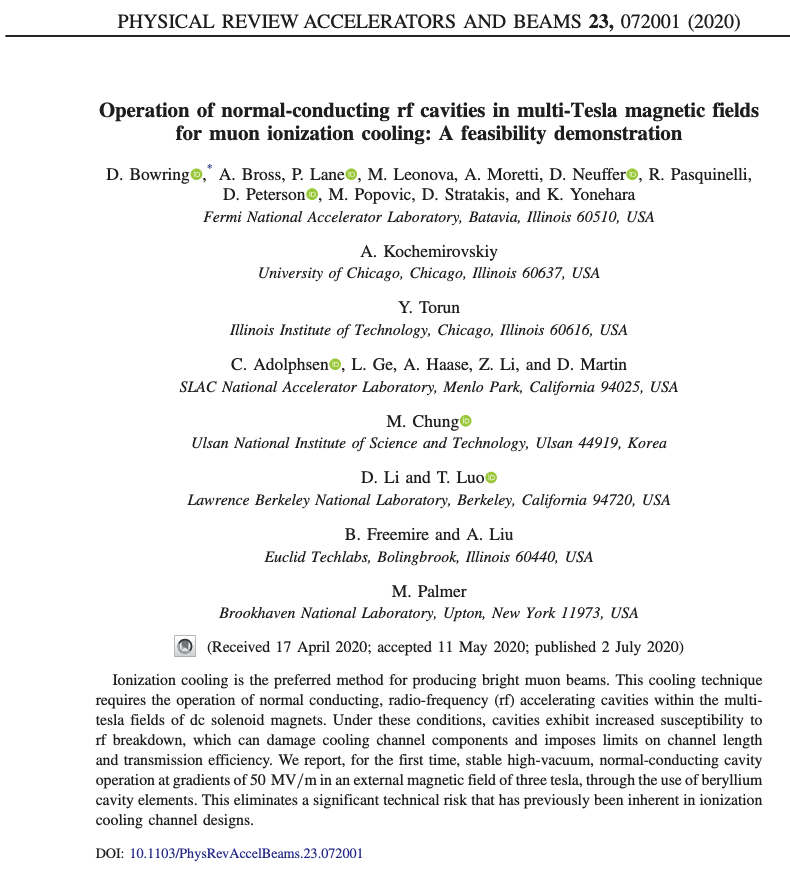 PHYSICAL REVIEW ACCELERATORS AND BEAMS 23, 072001 (2020)
Operation of normal-conducting rf cavities in multi-Tesla magnetic fields
for muon ionization cooling: A feasibility demonstration
D. Bowring,* A. Bross, P. Lane, M. Leonova, A. Moretti, D. Neuffer, R. Pasquinelli,
D. Peterson, M. Popovic, D. Stratakis, and K. Yonehara
Fermi National Accelerator Laboratory, Batavia, Illinois 60510, USA
A. Kochemirovskiy
University of Chicago, Chicago, Illinois 60637, USA
Y. Torun
Illinois Institute of Technology, Chicago, Illinois 60616, USA
C. Adolphsen, L. Ge, A. Haase, Z. Li, and D. Martin
SLAC National Accelerator Laboratory, Menlo Park, California 94025, USA
M. Chung
Ulsan National Institute of Science and Technology, Ulsan 44919, Korea
D. Li and T. Luo
Lawrence Berkeley National Laboratory, Berkeley, California 94720, USA
B. Freemire and A. Liu
Euclid Techlabs, Bolingbrook, Illinois 60440, USA
M. Palmer
Brookhaven National Laboratory, Upton, New York 11973, USA
(Received 17 April 2020; accepted 11 May 2020; published 2 July 2020)
Ionization cooling is the preferred method for producing bright muon beams. This cooling technique
requires the operation of normal conducting, radio-frequency (rf) accelerating cavities within the multi-
tesla fields of dc solenoid magnets. Under these conditions, cavities exhibit increased susceptibility to
rf breakdown, which can damage cooling channel components and imposes limits on channel length
and transmission efficiency. We report, for the first time, stable high-vacuum, normal-conducting cavity
operation at gradients of 50 MV/m in an external magnetic field of three tesla, through the use of beryllium
cavity elements. This eliminates a significant technical risk that has previously been inherent in ionization
cooling channel designs.
DOI: 10.1103/PhysRevAccelBeams.23.072001